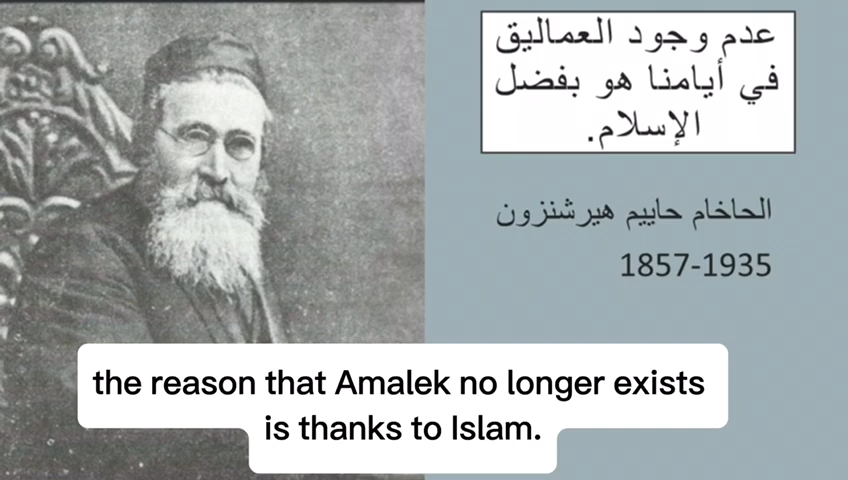 عدم وجود العماليق
في أيامنا هو بفضل
الإسلام.
الحاخام حاييم هيرشنزون
1857-1935
the reason that Amalek no longer exists
is thanks to Islam.